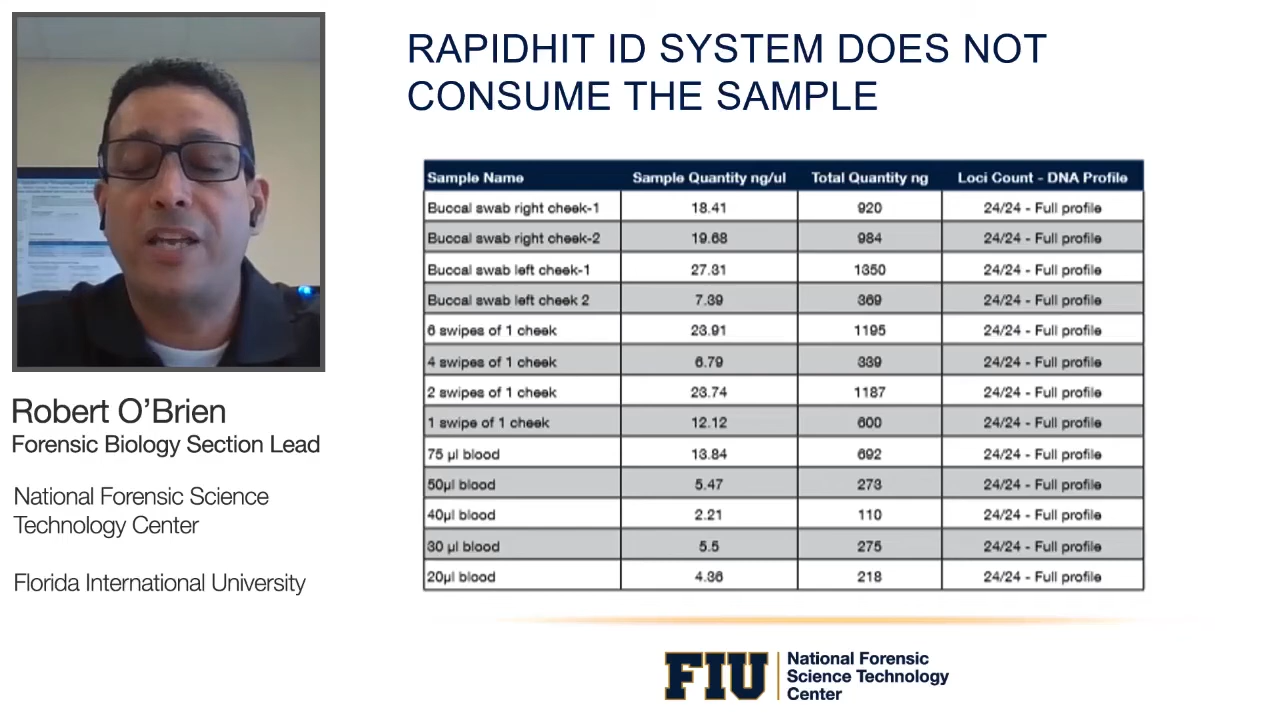 RAPIDHIT ID SYSTEM DOES NOT
CONSUME THE SAMPLE
Sample Name Sample Quantity ng/ul Total Quantity ng Loci Count - DNA Profile
Buccal swab right cheek-1 18.41 920 24/24 - Full profile
Buccal swab right cheek-2 19.68 984 24/24 - Full profile
Buccal swab left cheek-1 27.31 1350 24/24 - Full profile
Buccal swab left cheek 2 7.39 369 24/24 - Full profile
6 swipes of 1 cheek 23.91 1195 24/24 - Full profile
4 swipes of 1 cheek 6.79 339 24/24 - Full profile
2 swipes of 1 cheek 23.74 1187 24/24 - Full profile
1 swipe of 1 cheek 12.12 600 24/24 - Full profile
75 µl blood 13.84 692 24/24 - Full profile
50µl blood 5.47 273 24/24 - Full profile
40µl blood 2.21 110 24/24 - Full profile
30 µl blood 5.5 275 24/24 - Full profile
20µl blood 4.36 218 24/24 - Full profile
Robert O’Brien
Forensic Biology Section Lead
National Forensic Science
Technology Center
Florida International University
FIU
National Forensic
Science Technology
Center